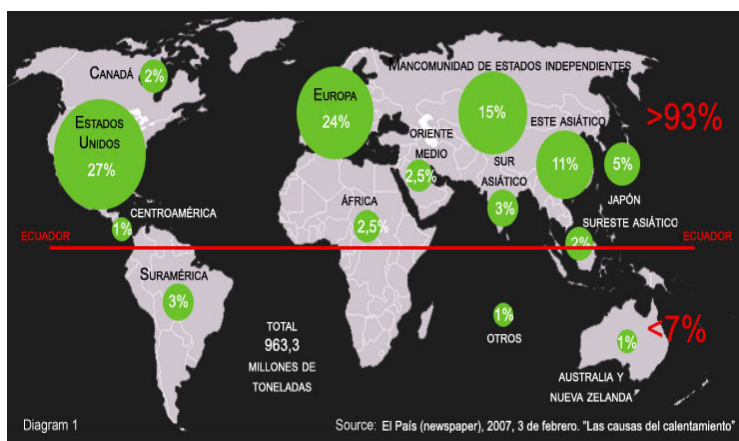 CANADÁ
2%
MANCOMUNIDAD DE ESTADOS INDEPENDIENTES
15%
EUROPA
24%
>93%
ESTADOS
UNIDOS
27%
ORIENTE
MEDIO
2,5%
ESTE ASIÁTICO
11%
5%
JAPÓN
SUR
ASIÁTICO
3%
CENTROAMÉRICA
1%
ÁFRICA
2,5%
SURESTE ASIÁTICO
2%
ECUADOR
ECUADOR
SURAMÉRICA
3%
TOTAL
963,3
MILLONES DE
TONELADAS
1%
OTROS
<7%
1%
AUSTRALIA Y
NUEVA ZELANDA
Diagram 1
Source: El País (newspaper), 2007, 3 de febrero. "Las causas del calentamiento"